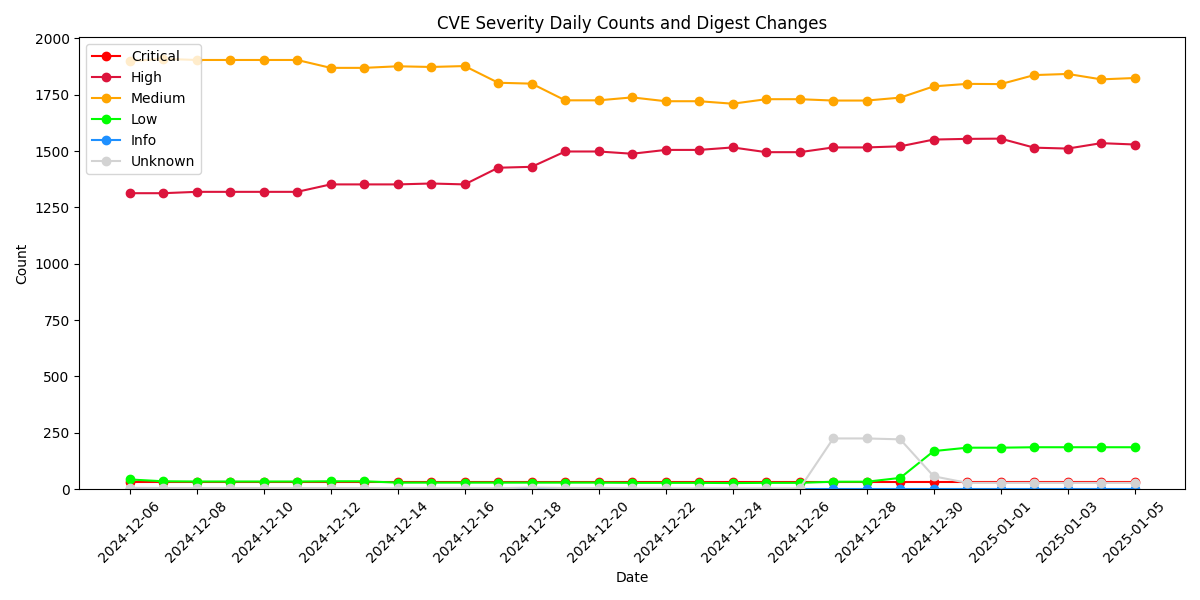 CVE Severity Daily Counts and Digest Changes
Critical
High
Medium
Low
Info
Unknown
Count
2000
1750
1500
1250
1000
750
500
250
0
2024-12-06
2024-12-08
2024-12-10
2024-12-12
2024-12-14
2024-12-16
2024-12-18
2024-12-20
2024-12-22
2024-12-24
2024-12-26
2024-12-28
2024-12-30
2025-01-01
2025-01-03
2025-01-05
Date